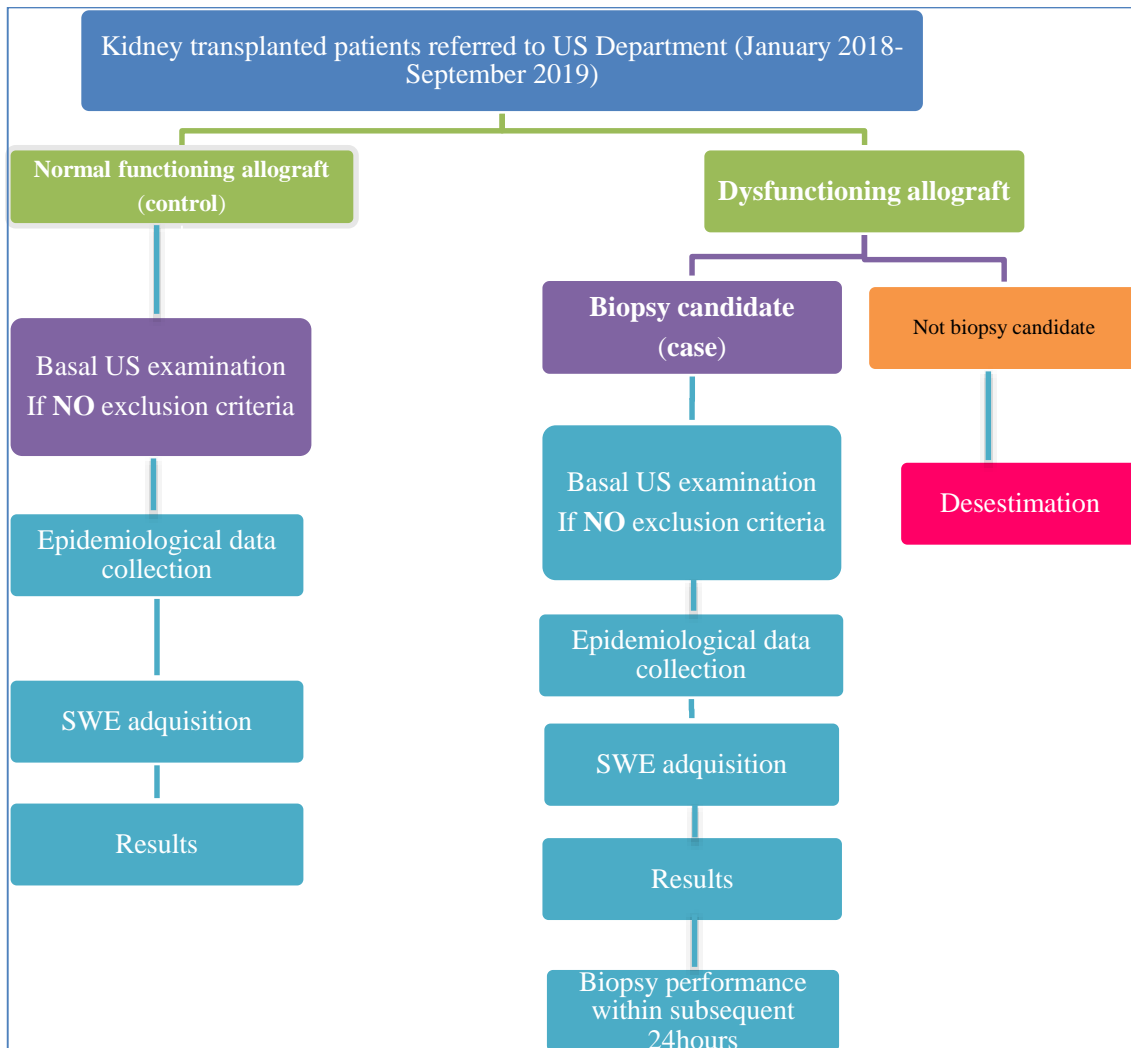 Kidney transplanted patients referred to US Department (January 2018-
September 2019)
Normal functioning allograft
(control)
Dysfunctioning allograft
Biopsy candidate
(case)
Not biopsy candidate
Basal US examination
If NO exclusion criteria
Basal US examination
If NO exclusion criteria
Desestimation
Epidemiological data
collection
Epidemiological data
collection
SWE adquisition
SWE adquisition
Results
Results
Biopsy performance
within subsequent
24hours